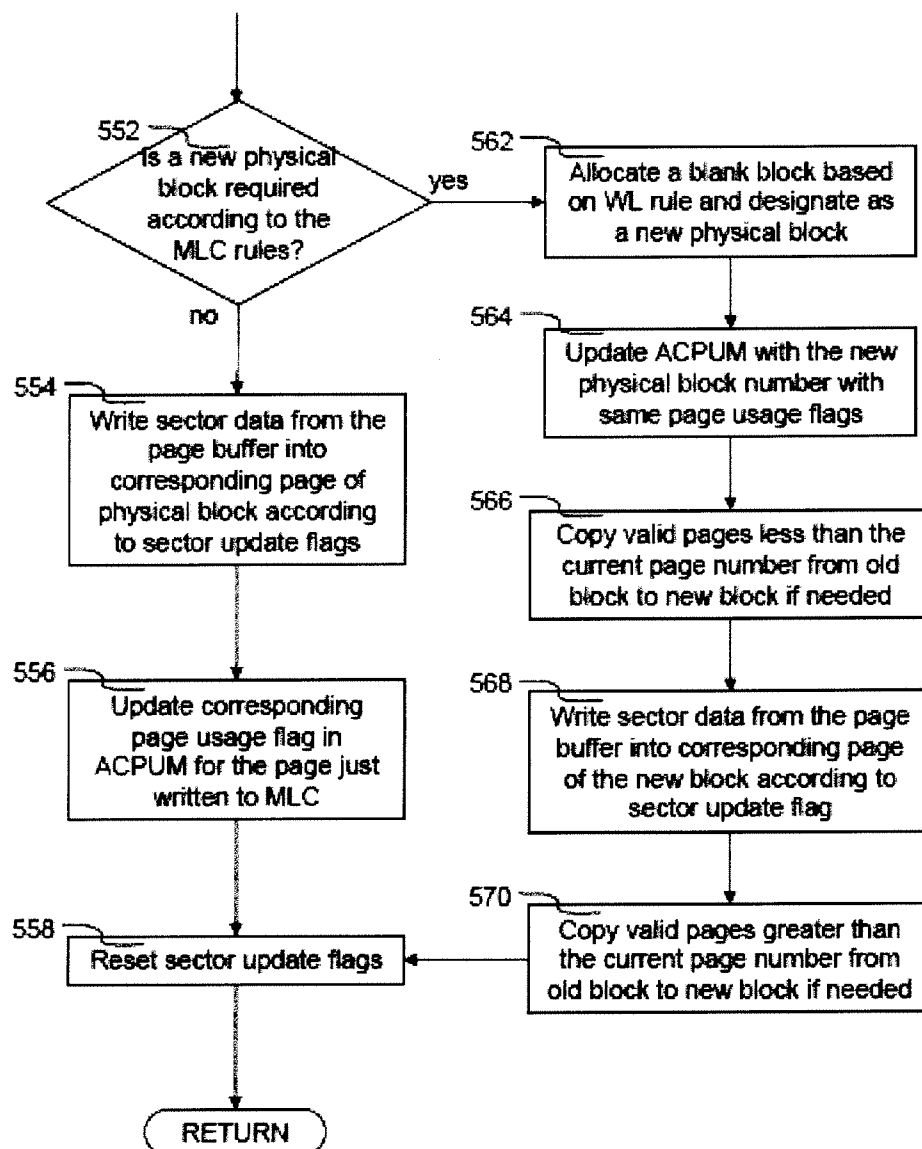 552
Is a new physical
block required
according to the
MLC rules?
yes
no
554
Write sector data from the
page buffer into
corresponding page of
physical block according
to sector update flags
556
Update corresponding
page usage flag in
ACPUM for the page just
written to MLC
558
Reset sector update flags
RETURN
562
Allocate a blank block based
on WL rule and designate as
a new physical block
564
Update ACPUM with the new
physical block number with
same page usage flags
566
Copy valid pages less than the
current page number from old
block to new block if needed
568
Write sector data from the page
buffer into corresponding page
of the new block according to
sector update flag
570
Copy valid pages greater than
the current page number from
old block to new block if needed